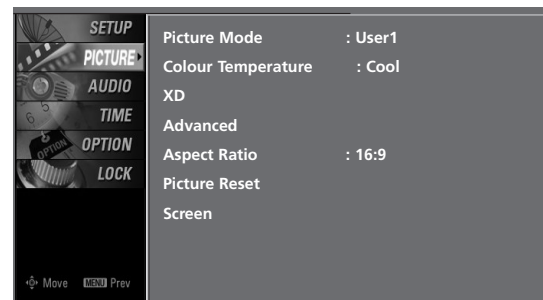 SETUP
PICTURE
AUDIO
TIME
OPTION
LOCK
Move MENU Prev
Picture Mode : User1
Colour Temperature : Cool
XD
Advanced
Aspect Ratio : 16:9
Picture Reset
Screen